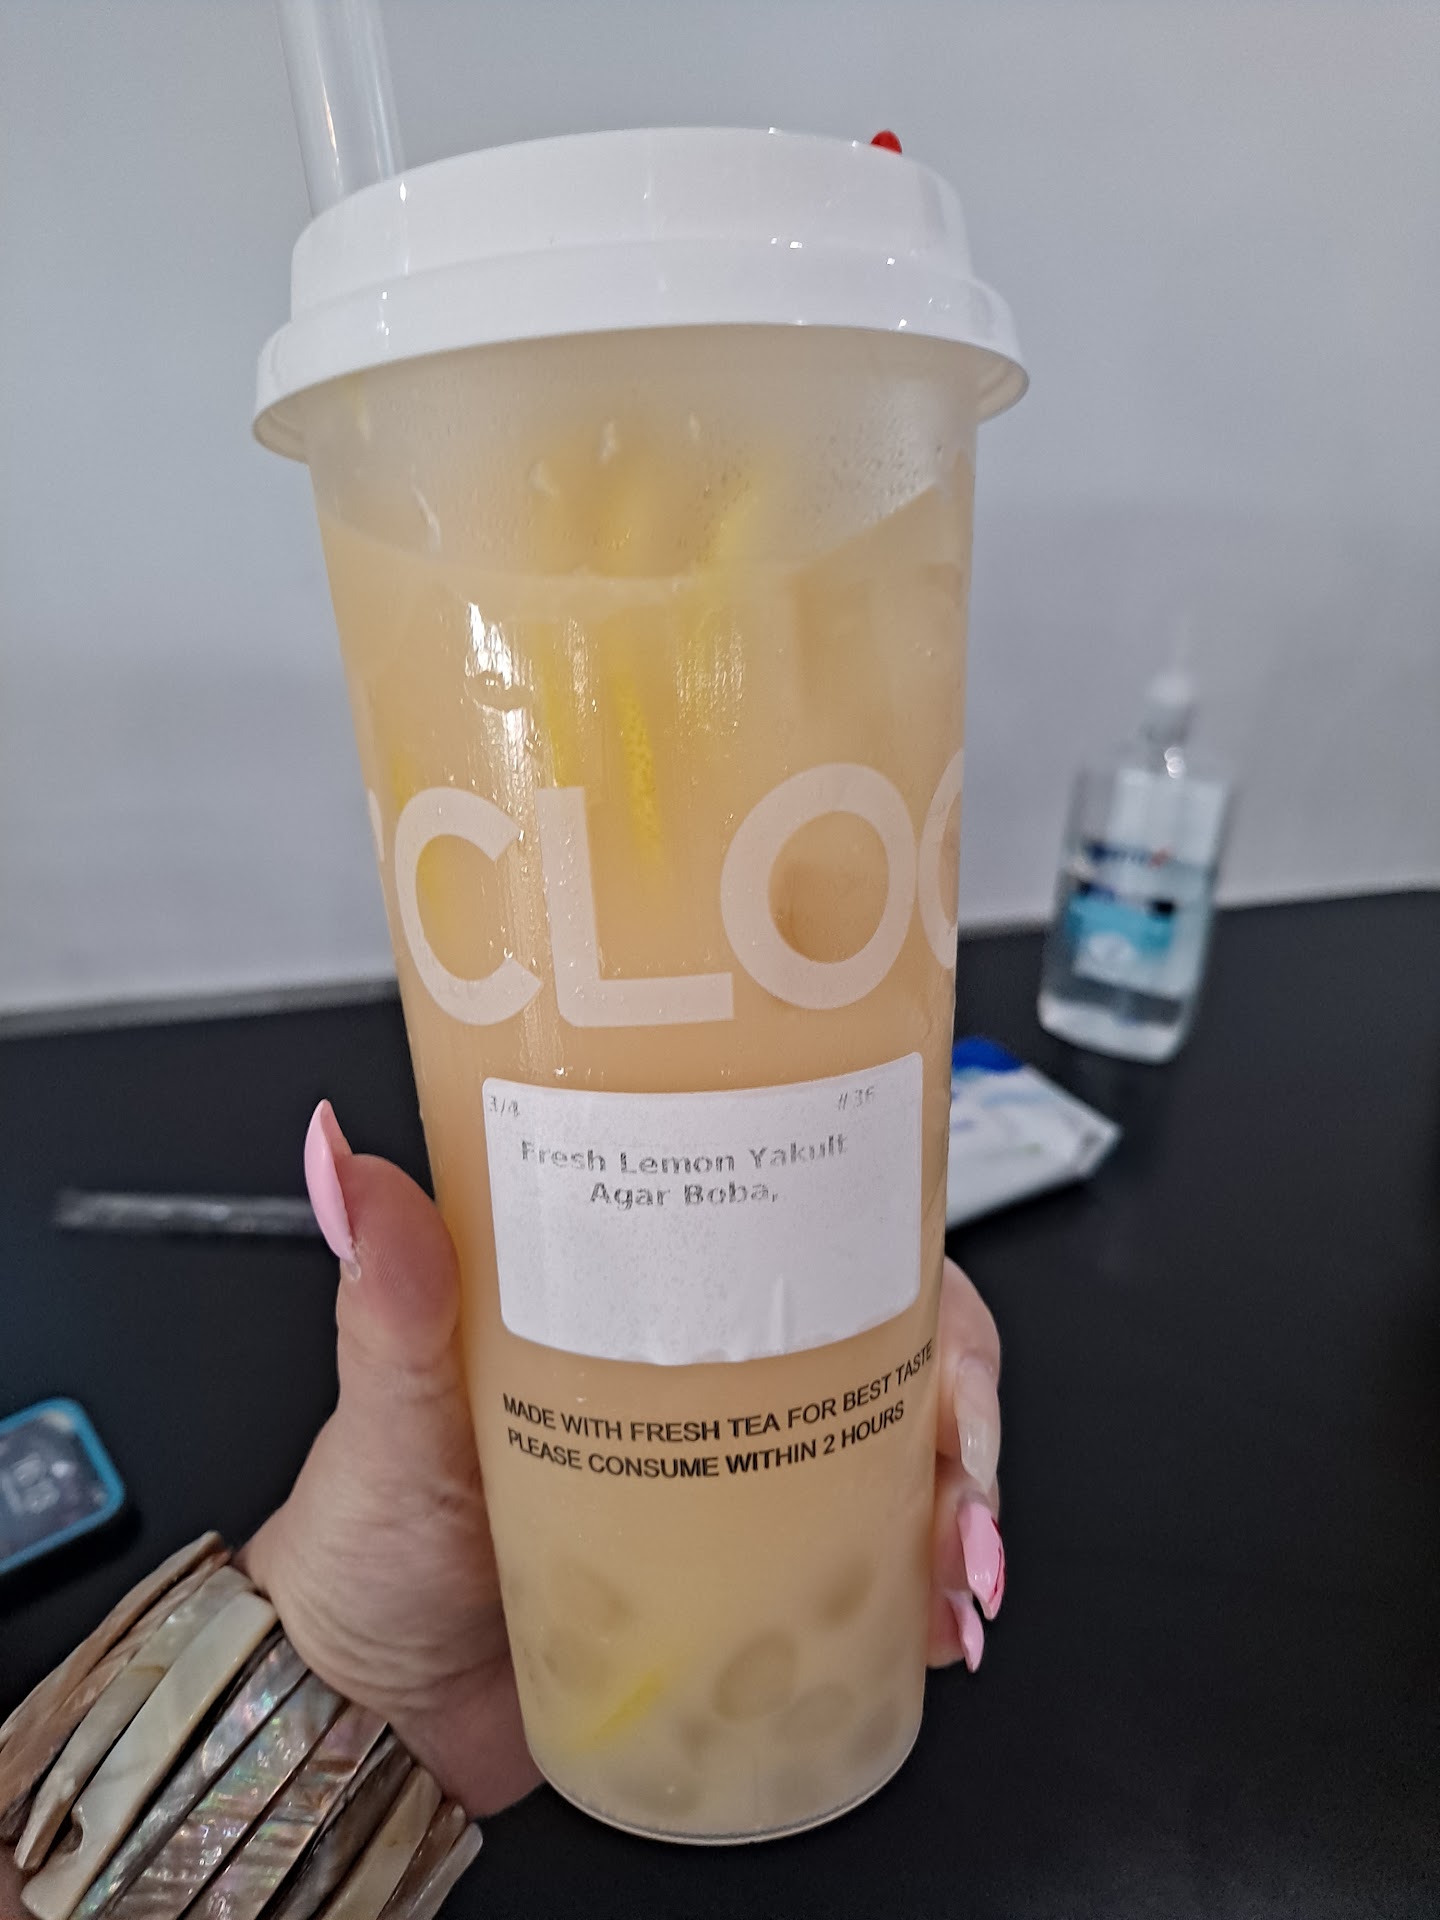 'CLO
3/4 #36
Fresh Lemon Yakult
Agar Boba,
MADE WITH FRESH TEA FOR BEST TASTE
PLEASE CONSUME WITHIN 2 HOURS